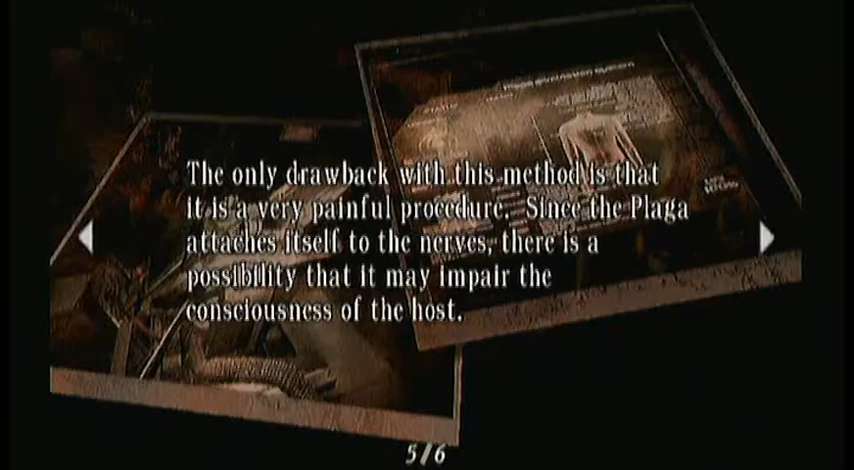 The only drawback with this method is that
it is a very painful procedure. Since the Plaga
attaches itself to the nerves, there is a
possibility that it may impair the
consciousness of the host.
5/6